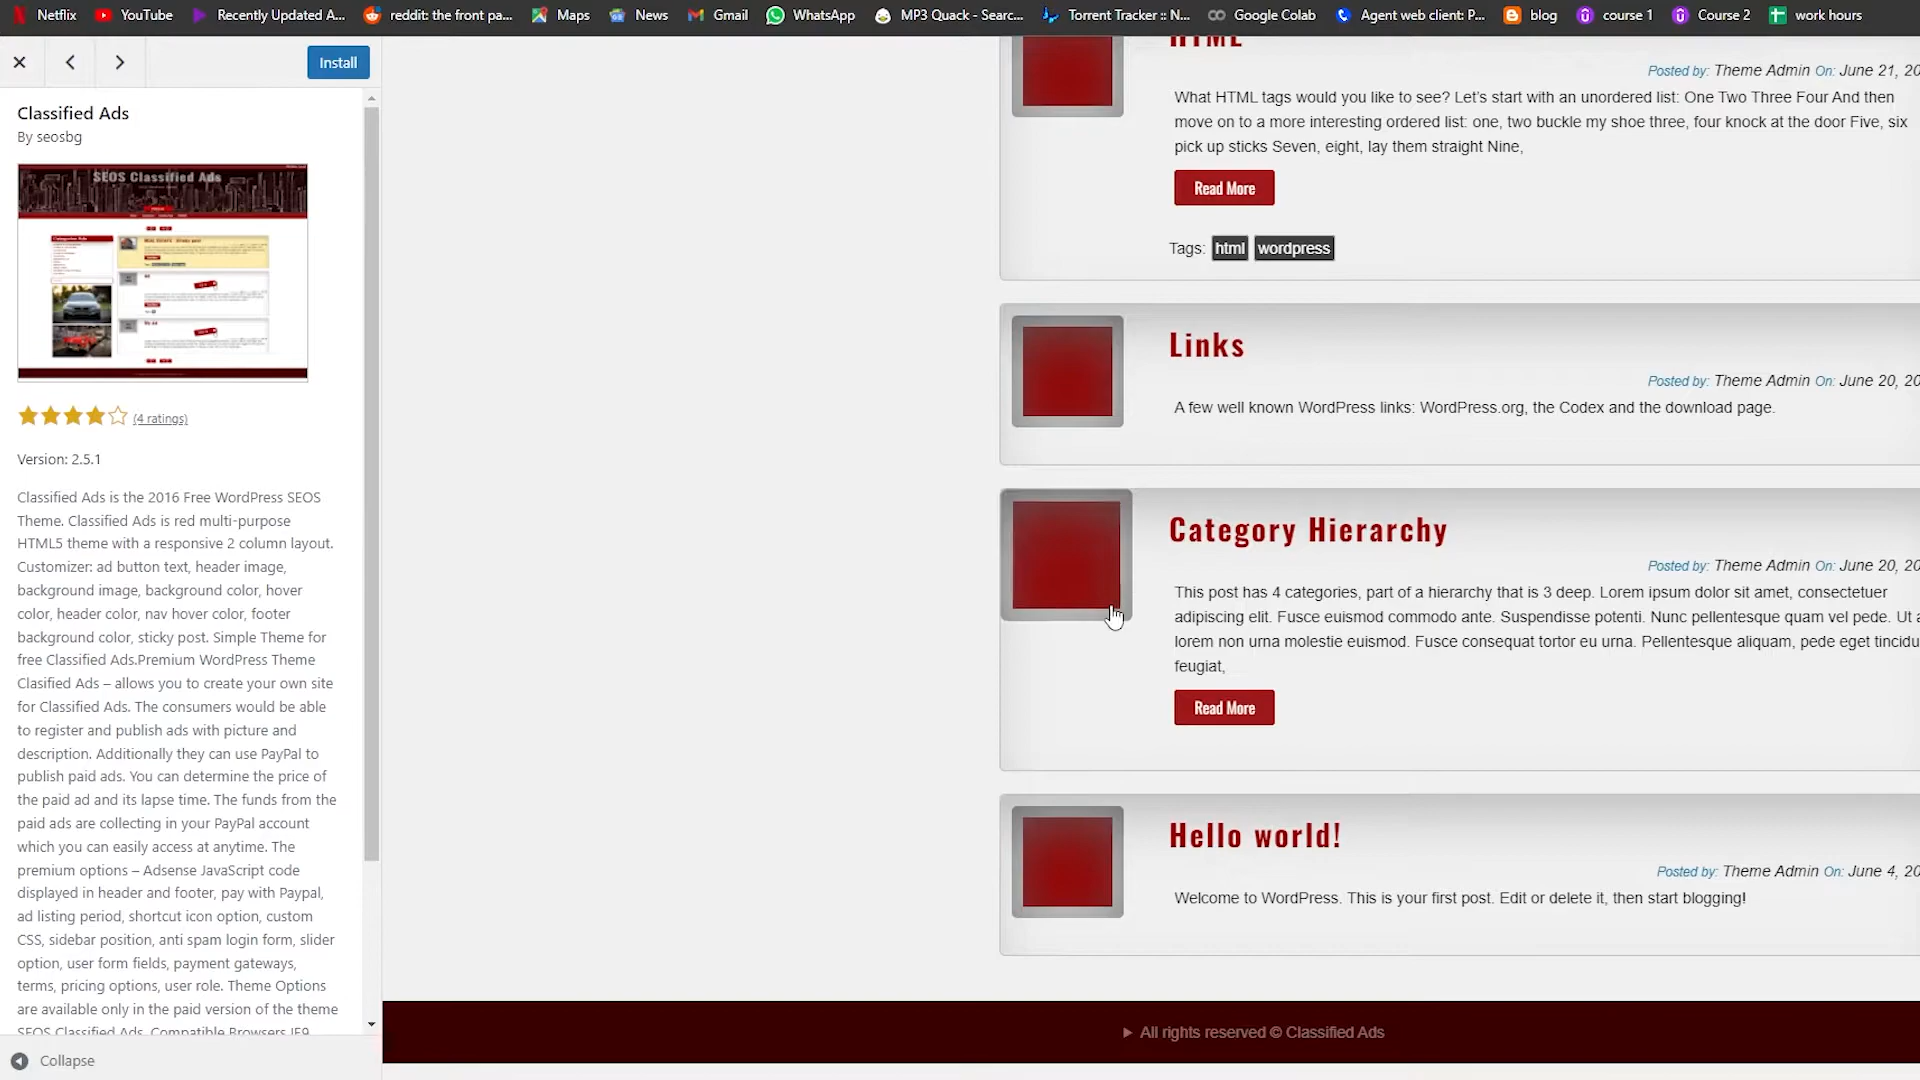 Netflix YouTube Recently Updated A... reddit: the front pa... Maps News Gmail WhatsApp MP3 Quack - Searc... Torrent Tracker :: N... Google Colab Agent web client: P... blog course 1 Course 2 work hours
Install
Classified Ads
By seosbg
SEOS Classified Ads
(4 ratings)
Version: 2.5.1
Classified Ads is the 2016 Free WordPress SEOS
Theme. Classified Ads is red multi-purpose
HTML5 theme with a responsive 2 column layout.
Customizer: ad button text, header image,
background image, background color, hover
color, header color, nav hover color, footer
background color, sticky post. Simple Theme for
free Classified Ads.Premium WordPress Theme
Clasified Ads – allows you to create your own site
for Classified Ads. The consumers would be able
to register and publish ads with picture and
description. Additionally they can use PayPal to
publish paid ads. You can determine the price of
the paid ad and its lapse time. The funds from the
paid ads are collecting in your PayPal account
which you can easily access at anytime. The
premium options – Adsense JavaScript code
displayed in header and footer, pay with Paypal,
ad listing period, shortcut icon option, custom
CSS, sidebar position, anti spam login form, slider
option, user form fields, payment gateways,
terms, pricing options, user role. Theme Options
are available only in the paid version of the theme
SEOS Classified Ads. Compatible Browsers IE9
Collapse
HTML
Posted by: Theme Admin On: June 21, 20
What HTML tags would you like to see? Let’s start with an unordered list: One Two Three Four And then
move on to a more interesting ordered list: one, two buckle my shoe three, four knock at the door Five, six
pick up sticks Seven, eight, lay them straight Nine,
Read More
Tags: html wordpress
Links
Posted by: Theme Admin On: June 20, 20
A few well known WordPress links: WordPress.org, the Codex and the download page.
Category Hierarchy
Posted by: Theme Admin On: June 20, 20
This post has 4 categories, part of a hierarchy that is 3 deep. Lorem ipsum dolor sit amet, consectetuer
adipiscing elit. Fusce euismod commodo ante. Suspendisse potenti. Nunc pellentesque quam vel pede. Ut a
lorem non urna molestie euismod. Fusce consequat tortor eu urna. Pellentesque aliquam, pede eget tincidu
feugiat,
Read More
Hello world!
Posted by: Theme Admin On: June 4, 20
Welcome to WordPress. This is your first post. Edit or delete it, then start blogging!
All rights reserved © Classified Ads